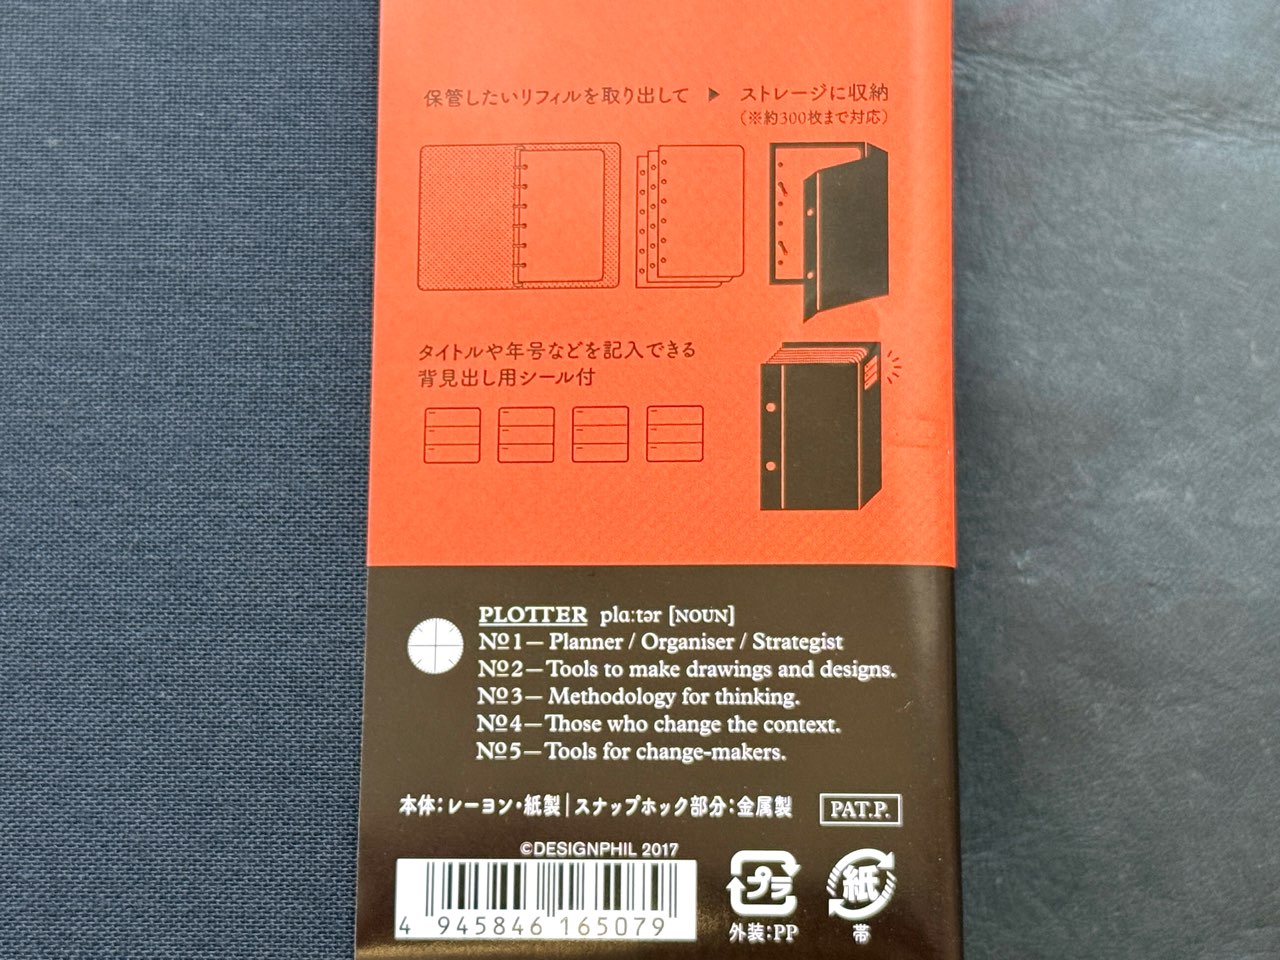 保管したいリフィルを取り出して ▶ ストレージに収納
(※約300枚まで対応)
タイトルや年号などを記入できる
背見出し用シール付
PLOTTER plɑ:tər [NOUN]
№1— Planner / Organiser / Strategist
№2—Tools to make drawings and designs.
№3— Methodology for thinking.
№4—Those who change the context.
№5—Tools for change-makers.
本体:レーヨン・紙製|スナップホック部分:金属製
PAT.P.
©DESIGNPHIL 2017
4 945846 165079
プラ
外装:PP
紙
帯